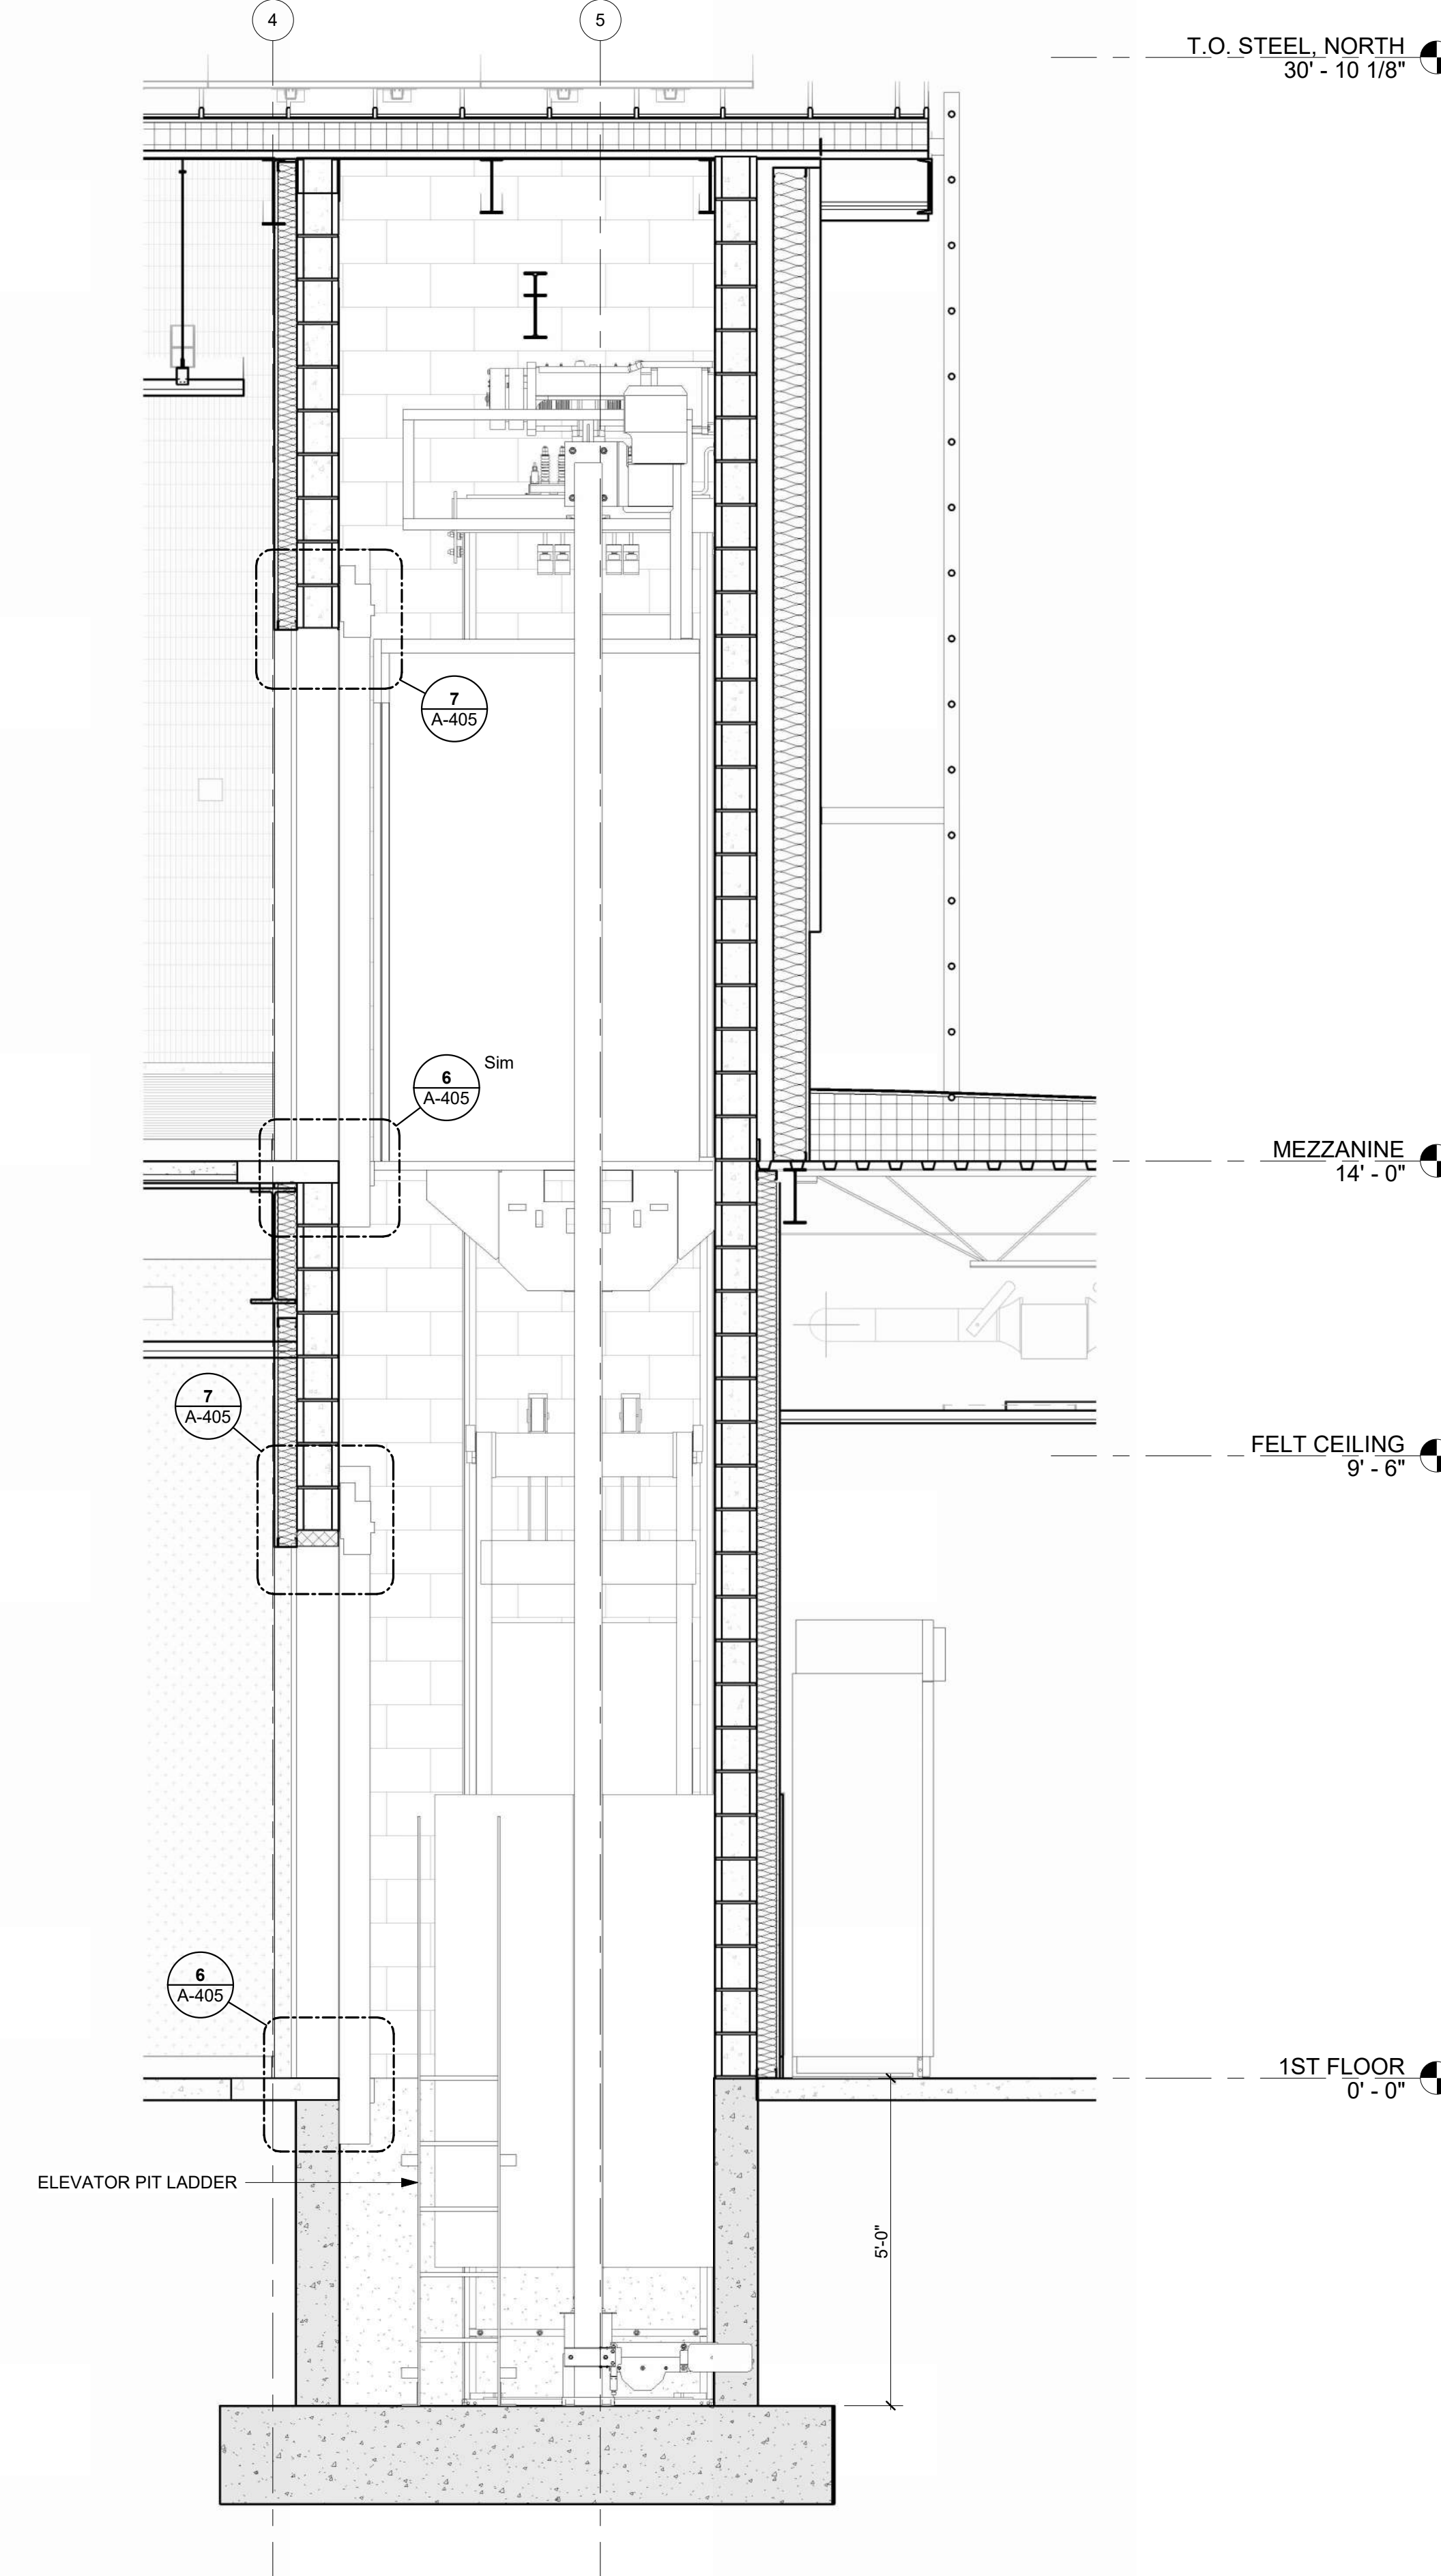 4
5
T.O. STEEL, NORTH
30' - 10 1/8"
7
A-405
6
A-405
Sim
MEZZANINE
14' - 0"
7
A-405
FELT CEILING
9' - 6"
6
A-405
1ST FLOOR
0' - 0"
ELEVATOR PIT LADDER
5'-0"